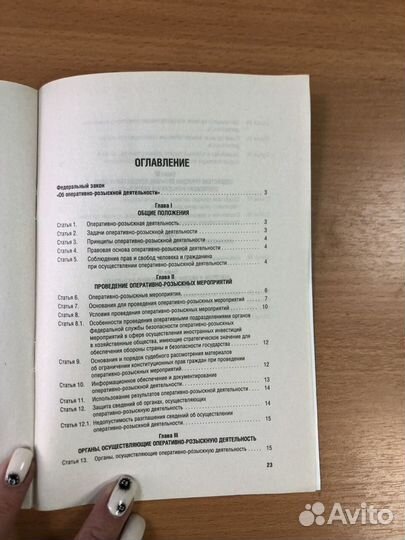 ОГЛАВЛЕНИЕ
Федеральный закон
«Об оперативно-розыскной деятельности» 3
Глава I
ОБЩИЕ ПОЛОЖЕНИЯ
Статья 1. Оперативно-розыскная деятельность 3
Статья 2. Задачи оперативно-розыскной деятельности 3
Статья 3. Принципы оперативно-розыскной деятельности 4
Статья 4. Правовая основа оперативно-розыскной деятельности 4
Статья 5. Соблюдение прав и свобод человека и гражданина
при осуществлении оперативно-розыскной деятельности 4
Глава II
ПРОВЕДЕНИЕ ОПЕРАТИВНО-РОЗЫСКНЫХ МЕРОПРИЯТИЙ
Статья 6. Оперативно-розыскные мероприятия 6
Статья 7. Основания для проведения оперативно-розыскных мероприятий 7
Статья 8. Условия проведения оперативно-розыскных мероприятий 10
Статья 8.1. Особенности проведения оперативными подразделениями органов
федеральной службы безопасности оперативно-розыскных
мероприятий в сфере осуществления иностранных инвестиций
в хозяйственные общества, имеющие стратегическое значение для
обеспечения обороны страны и безопасности государства 12
Статья 9. Основания и порядок судебного рассмотрения материалов
об ограничении конституционных прав граждан при проведении
оперативно-розыскных мероприятий 12
Статья 10. Информационное обеспечение и документирование
оперативно-розыскной деятельности 13
Статья 11. Использование результатов оперативно-розыскной деятельности 14
Статья 12. Защита сведений об органах, осуществляющих
оперативно-розыскную деятельность 14
Статья 12.1 Недопустимость разглашения сведений об осуществлении
оперативно-розыскной деятельности 15
Глава III
ОРГАНЫ, ОСУЩЕСТВЛЯЮЩИЕ ОПЕРАТИВНО-РОЗЫСКНУЮ ДЕЯТЕЛЬНОСТЬ
Статья 13. Органы, осуществляющие оперативно-розыскную деятельность 15
23
Avito